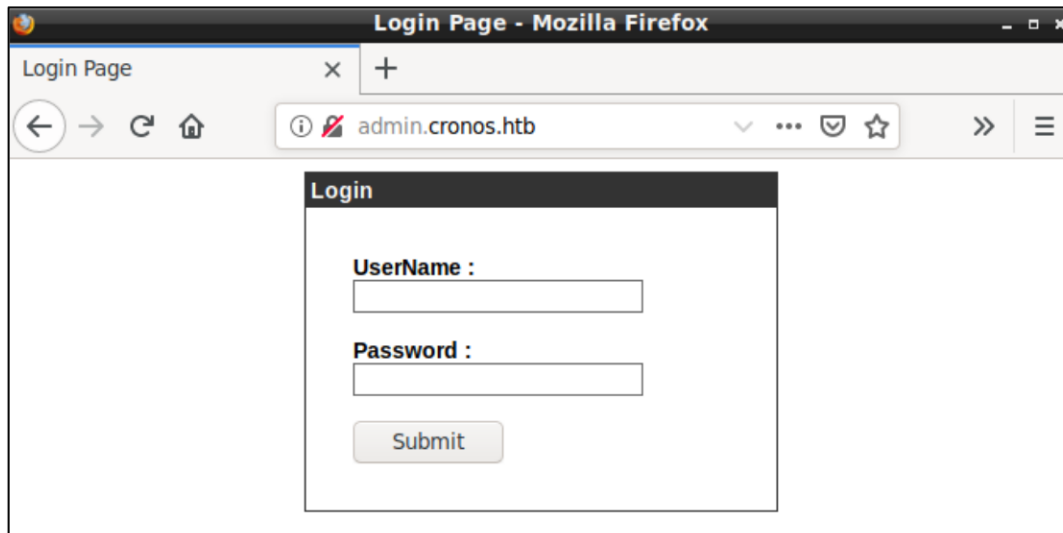 Login Page - Mozilla Firefox
Login Page
admin.cronos.htb
Login
UserName :
Password :
Submit